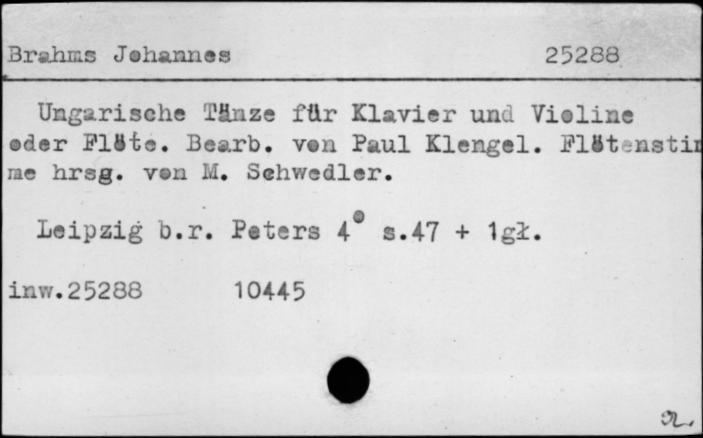 Brahms Johannes 25288
Ungarische Tänze für Klavier und Violine
oder Flöte. Bearb. von Paul Klengel. Flötenstim
me hrsg. von M. Schwedler.
Leipzig b.r. Peters 4° s.47 + 1gł.
inw.25288 10445